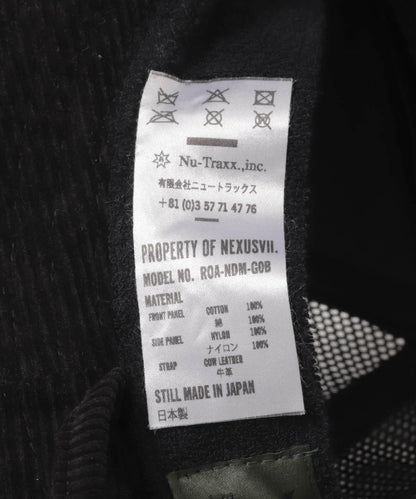 Nu-Traxx.,inc.
有限会社ニュートラックス
+81 (0)3 57 71 47 76
PROPERTY OF NEXUSVII.
MODEL NO. ROA-NDM-GOB
MATERIAL
FRONT PANEL COTTON 100%
綿 100%
SIDE PANEL NYLON 100%
ナイロン 100%
STRAP COW LEATHER
牛革
STILL MADE IN JAPAN
日本製